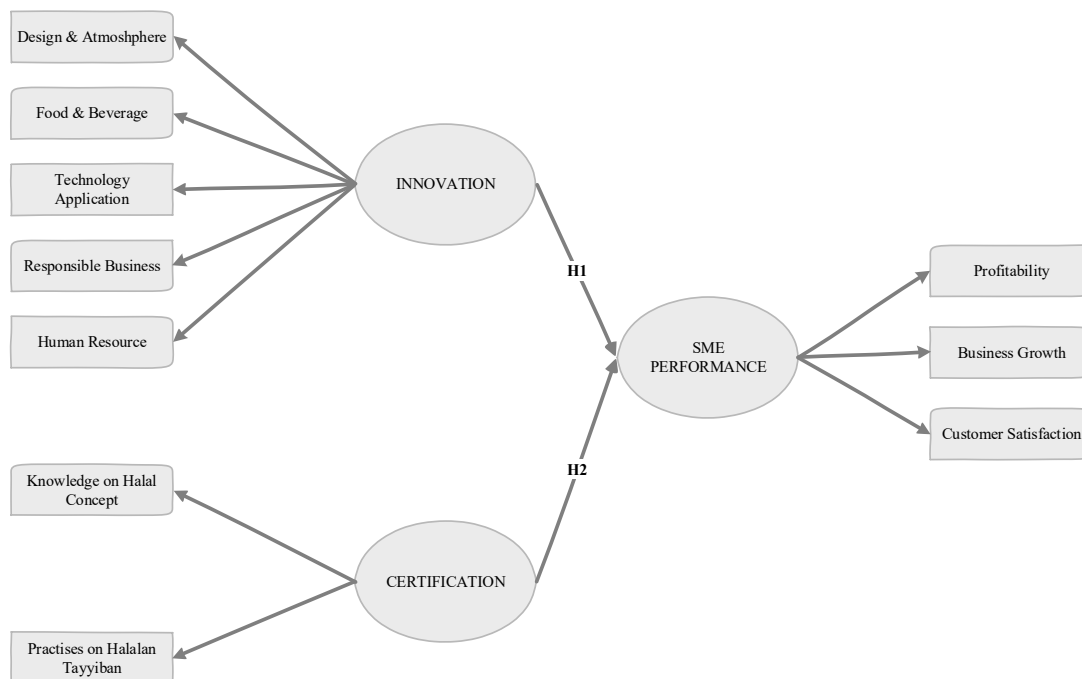 Design & Atmoshphere
Food & Beverage
Technology
Application
Responsible Business
Human Resource
INNOVATION
H1
SME
PERFORMANCE
Profitability
Business Growth
Customer Satisfaction
H2
Knowledge on Halal
Concept
CERTIFICATION
Practises on Halalan
Tayyiban